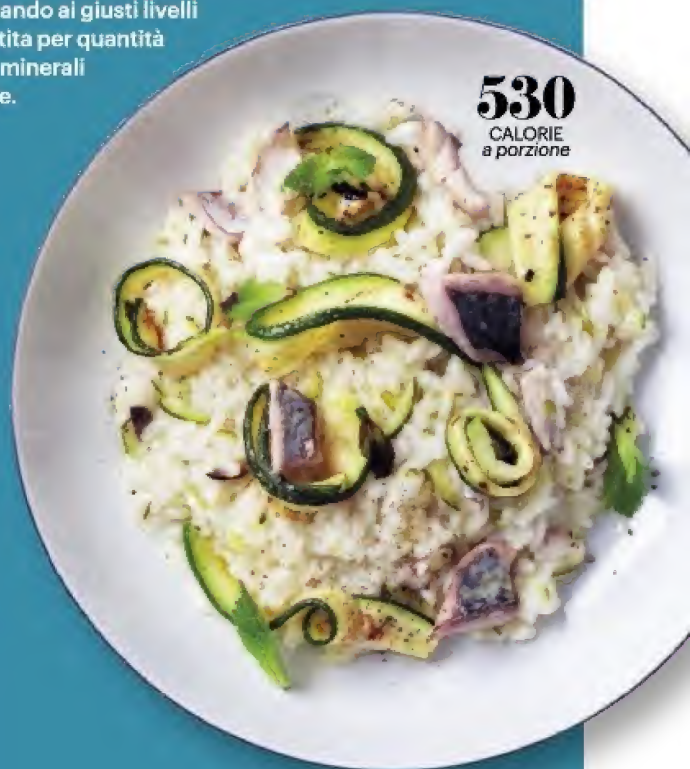 ando ai giusti livelli
tita per quantità
minerali
e.
530
CALORIE
a porzione